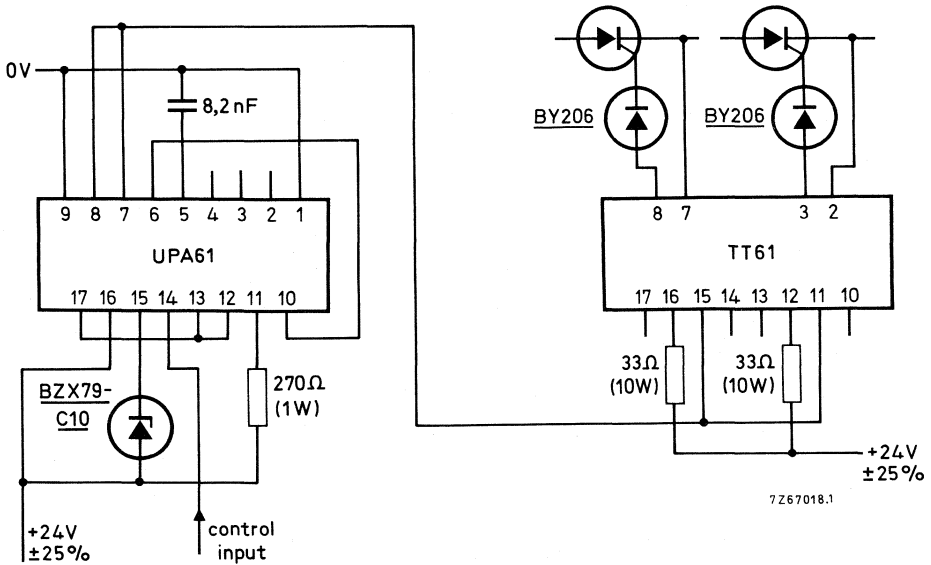 0V
8,2 nF
9 8 7 6 5 4 3 2 1
UPA61
17 16 15 14 13 12 11 10
BZX79-
C10
270Ω
(1W)
+24V
±25%
control
input
BY206
BY206
8 7 3 2
TT61
17 16 15 14 13 12 11 10
33Ω
(10W)
33Ω
(10W)
+24V
±25%
7Z67018.1